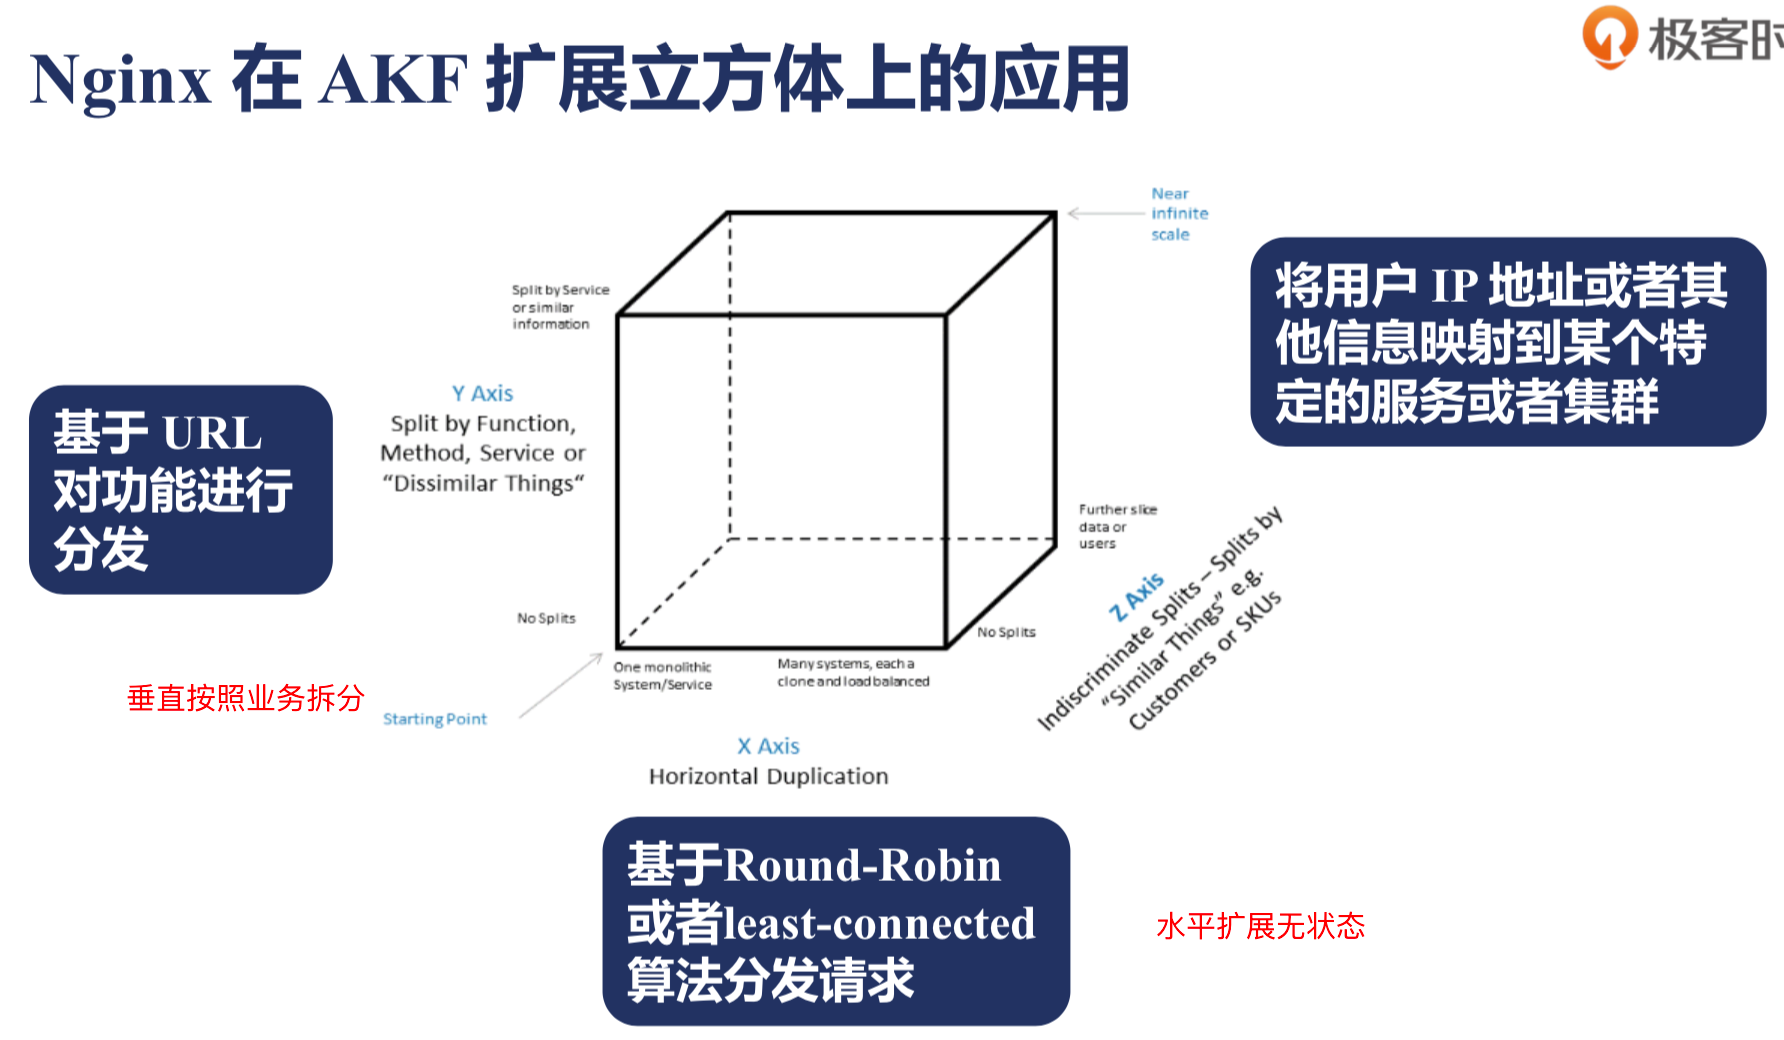 极客时
Nginx 在 AKF 扩展立方体上的应用
Near
infinite
scale
将用户 IP 地址或者其
他信息映射到某个特
定的服务或者集群
Split by Service
or similar
information
Y Axis
Split by Function,
Method, Service or
“Dissimilar Things“
基于 URL
对功能进行
分发
Further slice
data or
users
Z Axis
Indiscriminate Splits – Splits by
“Similar Things” e.g.
Customers or SKUs
No Splits
No Splits
One monolithic
System/Service
Many systems, each a
clone and load balanced
垂直按照业务拆分
Starting Point
X Axis
Horizontal Duplication
基于Round-Robin
或者least-connected
算法分发请求
水平扩展无状态